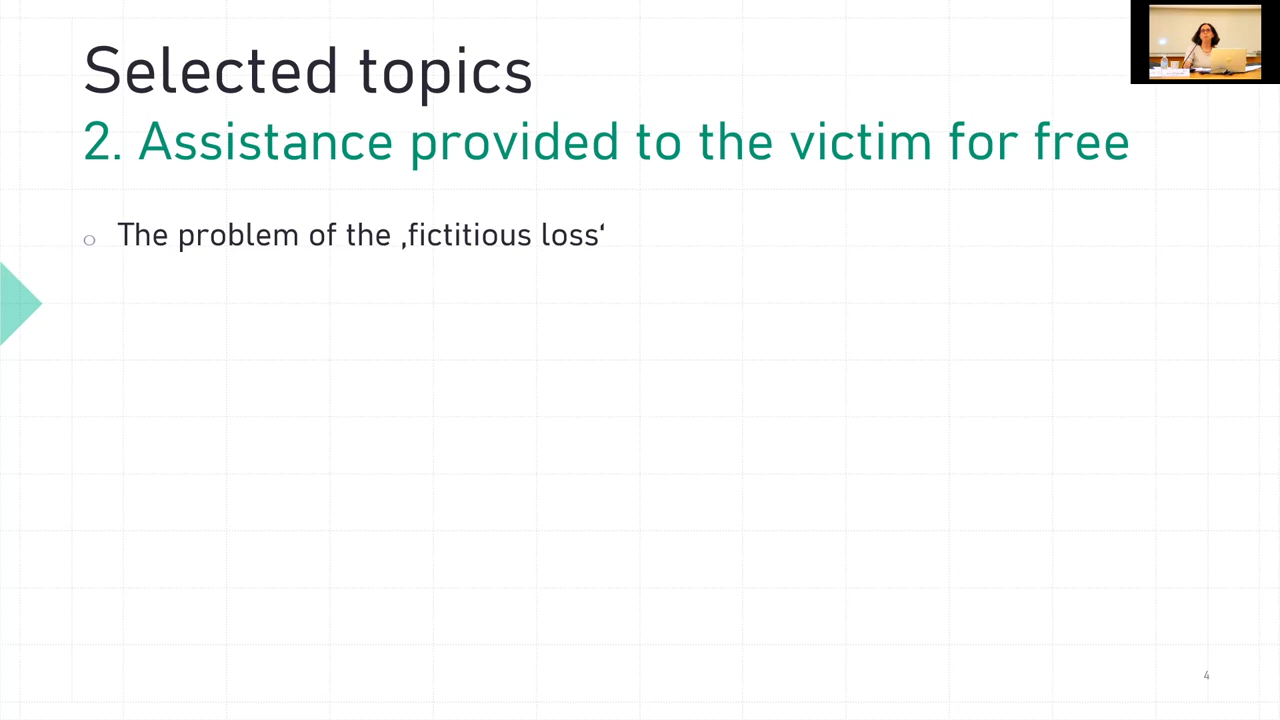 Selected topics
2. Assistance provided to the victim for free
o The problem of the ‚fictitious loss‘
4